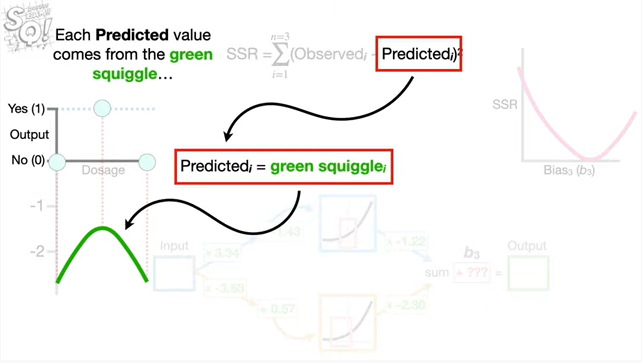 SQ!
Each Predicted value
comes from the green
squiggle...
SSR = n=3 ∑ i=1 (Observedᵢ - Predictedᵢ)²
Yes (1)
Output
No (0)
Dosage
-1
-2
Predictedᵢ = green squiggleᵢ
SSR
Bias₃ (b₃)
Input
x 3.34
.43
x -1.22
x -3.53
+ 0.57
x -2.30
b₃
sum + ??? =
Output